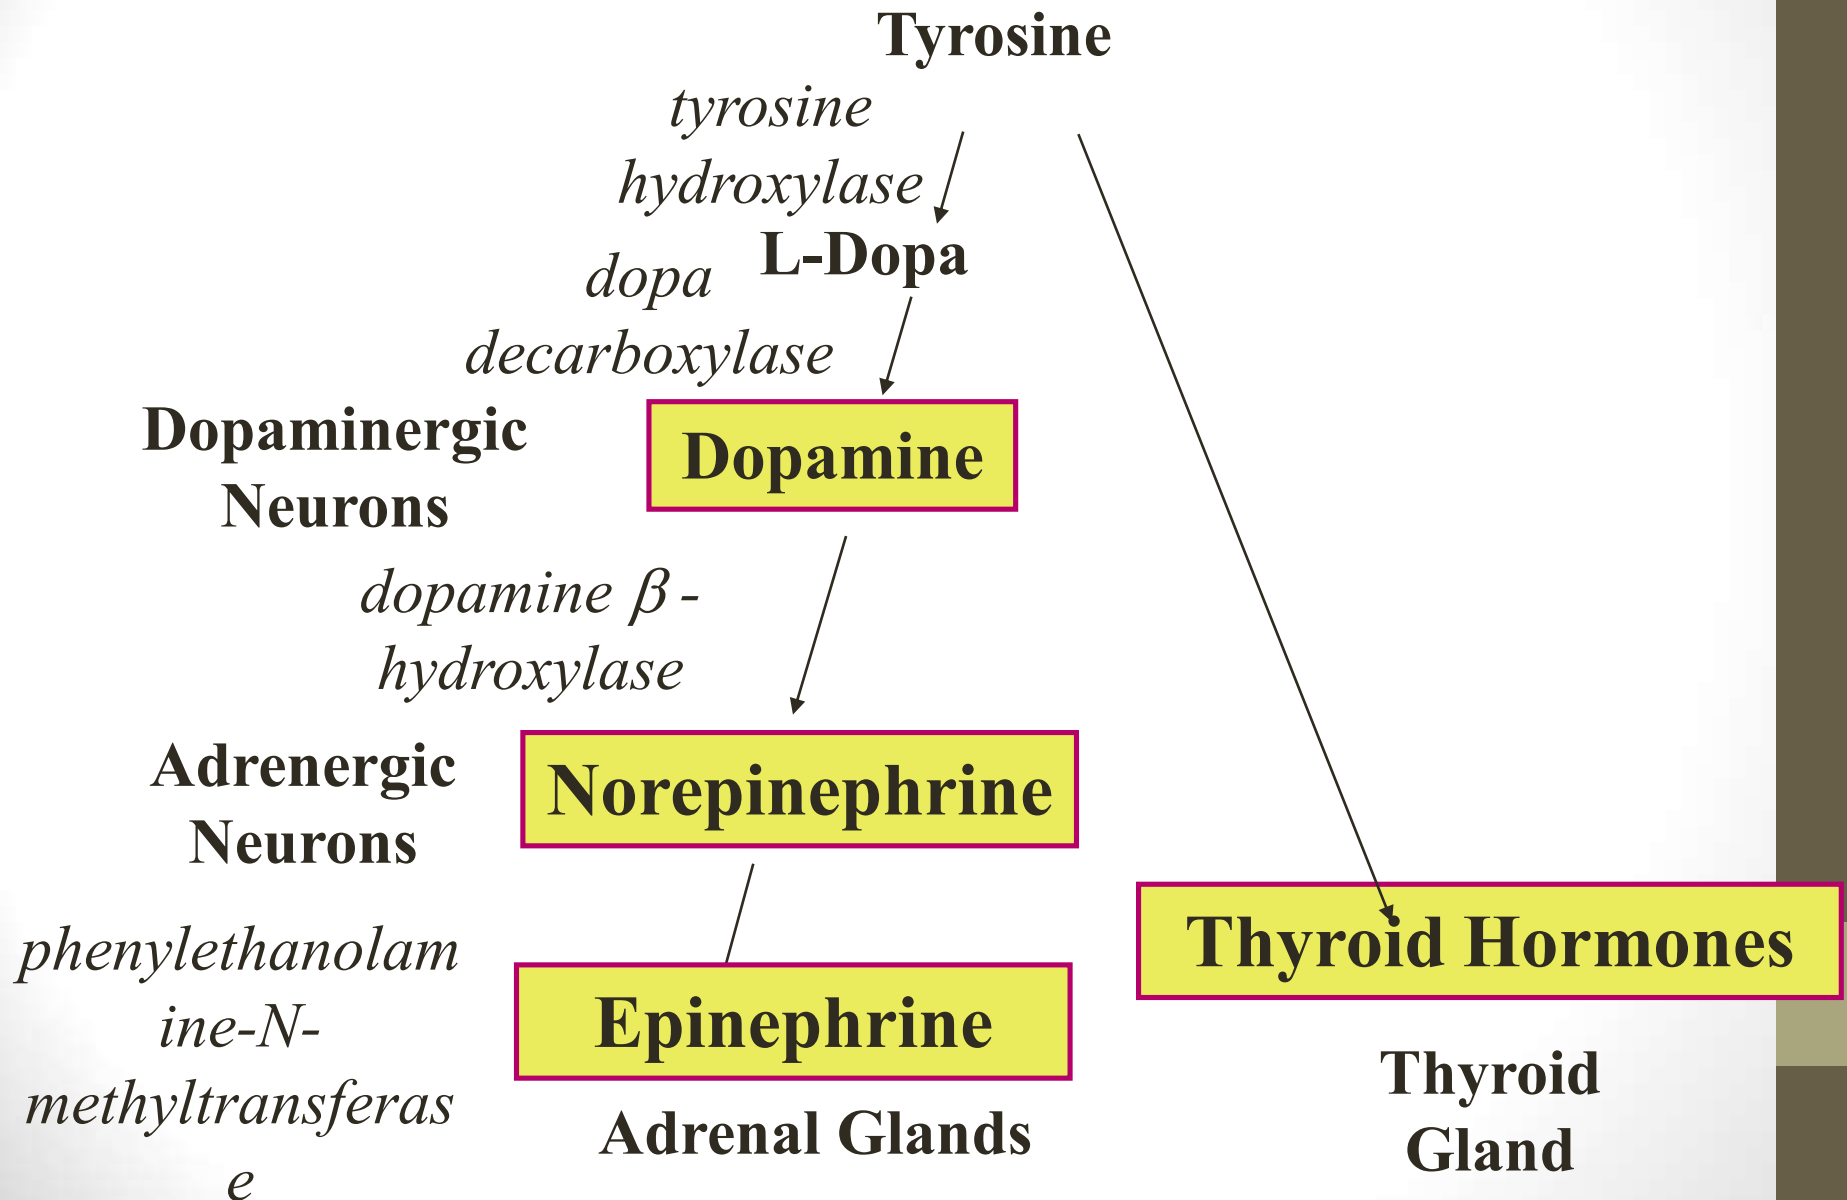 Tyrosine
tyrosine
hydroxylase
L-Dopa
dopa
decarboxylase
Dopaminergic
Neurons
Dopamine
dopamine β -
hydroxylase
Adrenergic
Neurons
Norepinephrine
phenylethanolam
ine-N-
methyltransferas
e
Epinephrine
Adrenal Glands
Thyroid Hormones
Thyroid
Gland